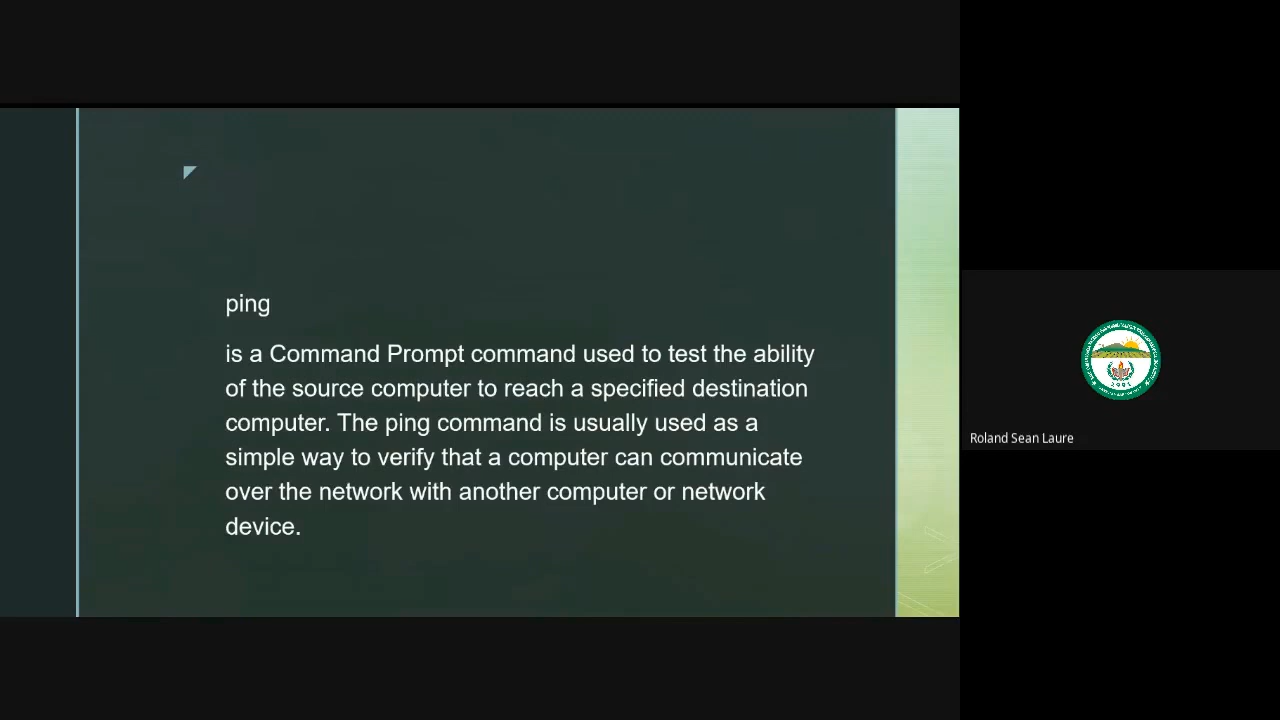 ping
is a Command Prompt command used to test the ability
of the source computer to reach a specified destination
computer. The ping command is usually used as a
simple way to verify that a computer can communicate
over the network with another computer or network
device.
Roland Sean Laure